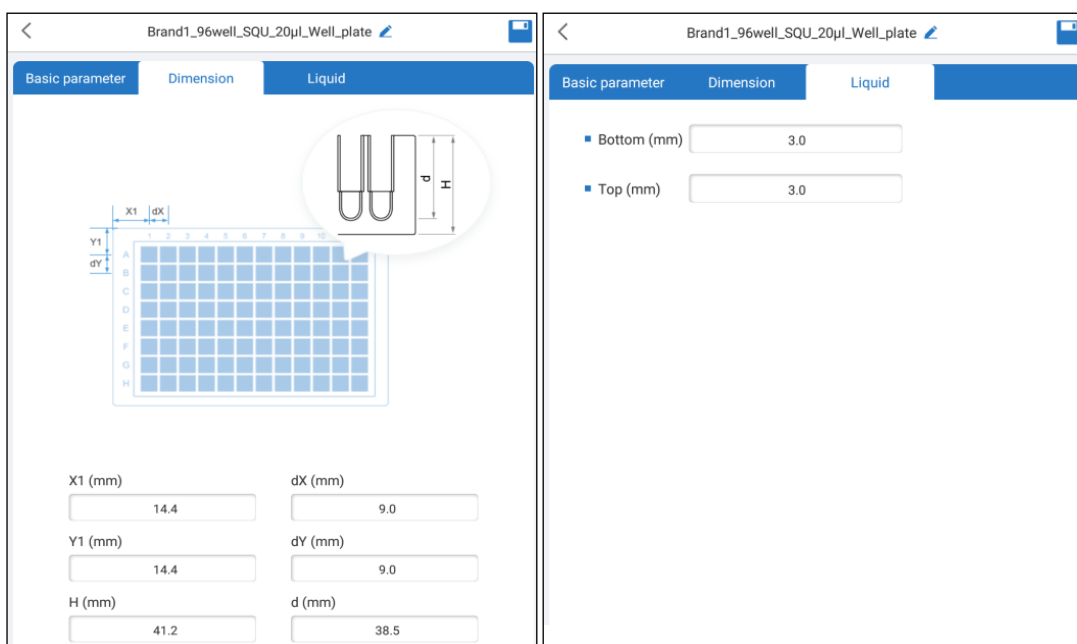 Brand1_96well_SQU_20μl_Well_plate
Basic parameter Dimension Liquid
d H
X1 dX
Y1
dY
1 2 3 4 5 6 7 8 9 10
A
B
C
D
E
F
G
H
X1 (mm) dX (mm)
14.4 9.0
Y1 (mm) dY (mm)
14.4 9.0
H (mm) d (mm)
41.2 38.5
Brand1_96well_SQU_20μl_Well_plate
Basic parameter Dimension Liquid
Bottom (mm) 3.0
Top (mm) 3.0